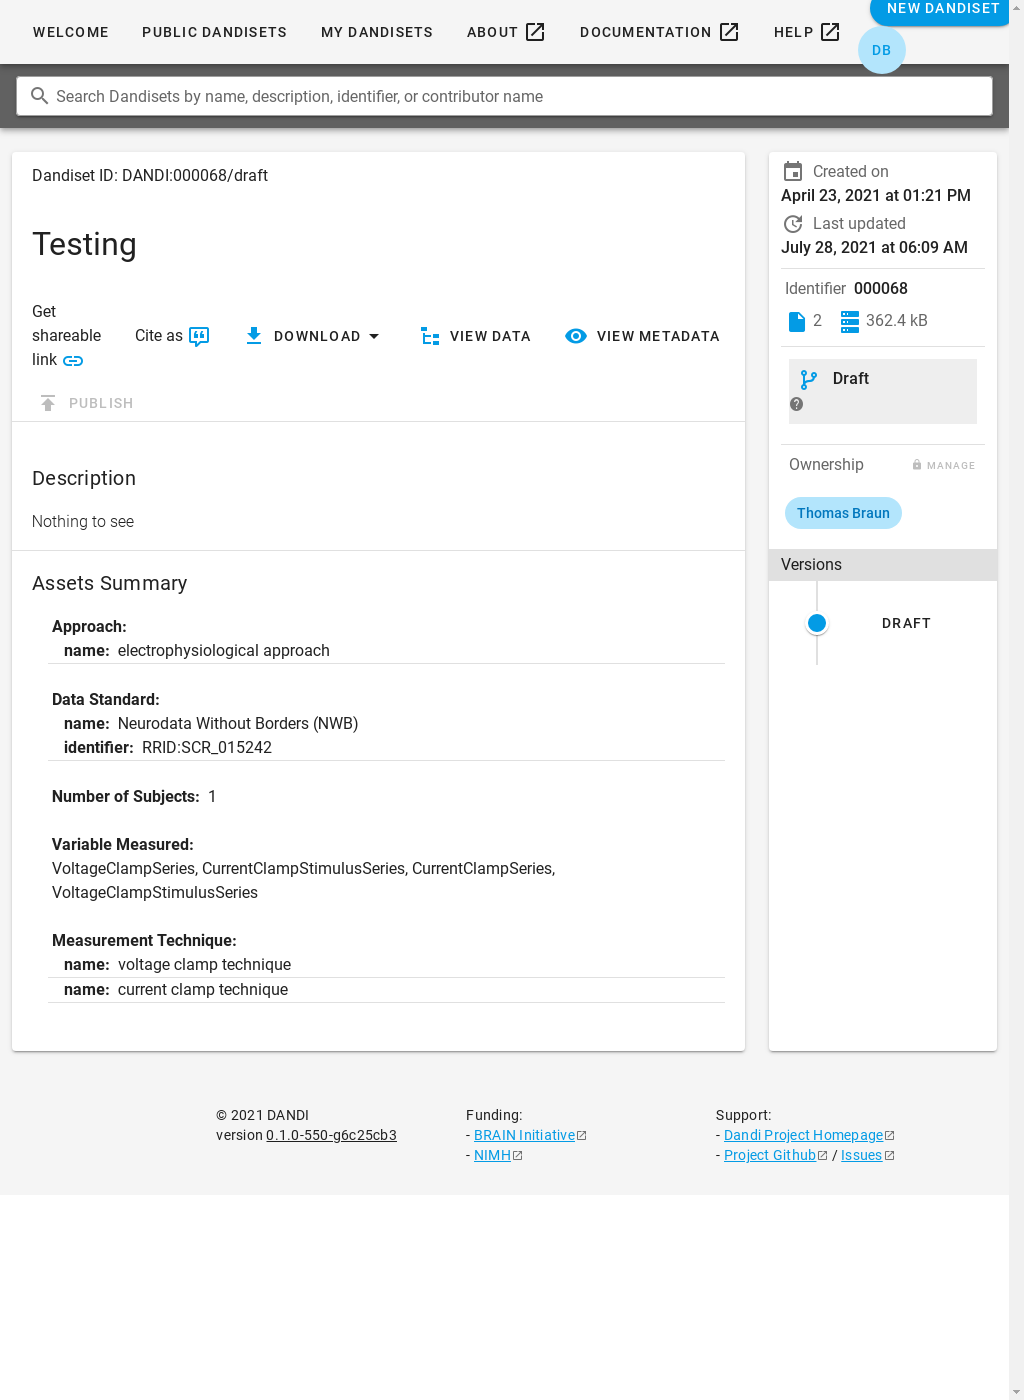 WELCOME PUBLIC DANDISETS MY DANDISETS ABOUT DOCUMENTATION HELP NEW DANDISET
DB
Search Dandisets by name, description, identifier, or contributor name
Dandiset ID: DANDI:000068/draft
Testing
Get
shareable
link
Cite as DOWNLOAD VIEW DATA VIEW METADATA
PUBLISH
Description
Nothing to see
Assets Summary
Approach:
name: electrophysiological approach
Data Standard:
name: Neurodata Without Borders (NWB)
identifier: RRID:SCR_015242
Number of Subjects: 1
Variable Measured:
VoltageClampSeries, CurrentClampStimulusSeries, CurrentClampSeries,
VoltageClampStimulusSeries
Measurement Technique:
name: voltage clamp technique
name: current clamp technique
Created on
April 23, 2021 at 01:21 PM
Last updated
July 28, 2021 at 06:09 AM
Identifier 000068
2 362.4 kB
Draft
Ownership MANAGE
Thomas Braun
Versions
DRAFT
© 2021 DANDI
version 0.1.0-550-g6c25cb3
Funding:
- BRAIN Initiative
- NIMH
Support:
- Dandi Project Homepage
- Project Github / Issues